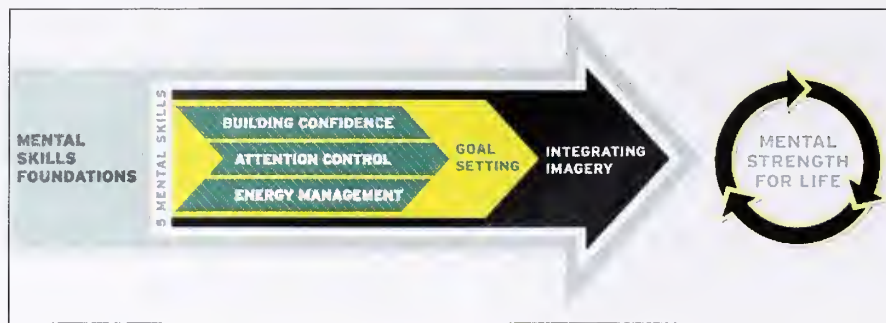 MENTAL
SKILLS
FOUNDATIONS
5 MENTAL SKILLS
BUILDING CONFIDENCE
ATTENTION CONTROL
ENERGY MANAGEMENT
GOAL
SETTING
INTEGRATING
IMAGERY
MENTAL
STRENGTH
FOR LIFE